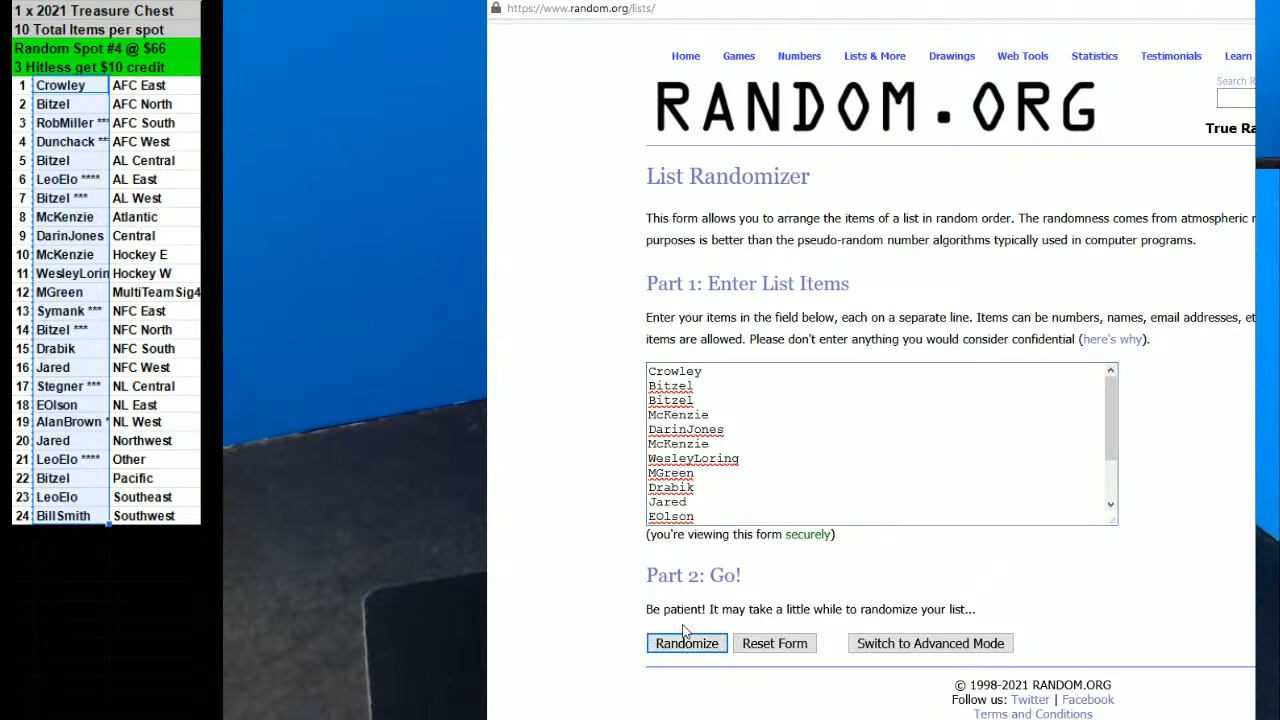 1 x 2021 Treasure Chest
10 Total Items per spot
Random Spot #4 @ $66
3 Hitless get $10 credit
1 Crowley AFC East
2 Bitzel AFC North
3 RobMiller *** AFC South
4 Dunchack ** AFC West
5 Bitzel AL Central
6 LeoElo **** AL East
7 Bitzel *** AL West
8 McKenzie Atlantic
9 DarinJones Central
10 McKenzie Hockey E
11 WesleyLorin Hockey W
12 MGreen MultiTeamSig4
13 Symank *** NFC East
14 Bitzel *** NFC North
15 Drabik NFC South
16 Jared NFC West
17 Stegner *** NL Central
18 EOlson NL East
19 AlanBrown * NL West
20 Jared Northwest
21 LeoElo **** Other
22 Bitzel Pacific
23 LeoElo Southeast
24 BillSmith Southwest
https://www.random.org/lists/
Home Games Numbers Lists & More Drawings Web Tools Statistics Testimonials Learn
Search R
RANDOM.ORG
True Ra
List Randomizer
This form allows you to arrange the items of a list in random order. The randomness comes from atmospheric n
purposes is better than the pseudo-random number algorithms typically used in computer programs.
Part 1: Enter List Items
Enter your items in the field below, each on a separate line. Items can be numbers, names, email addresses, et
items are allowed. Please don't enter anything you would consider confidential (here's why).
Crowley
Bitzel
Bitzel
McKenzie
DarinJones
McKenzie
WesleyLoring
MGreen
Drabik
Jared
EOlson
(you're viewing this form securely)
Part 2: Go!
Be patient! It may take a little while to randomize your list...
Randomize Reset Form Switch to Advanced Mode
© 1998-2021 RANDOM.ORG
Follow us: Twitter | Facebook
Terms and Conditions